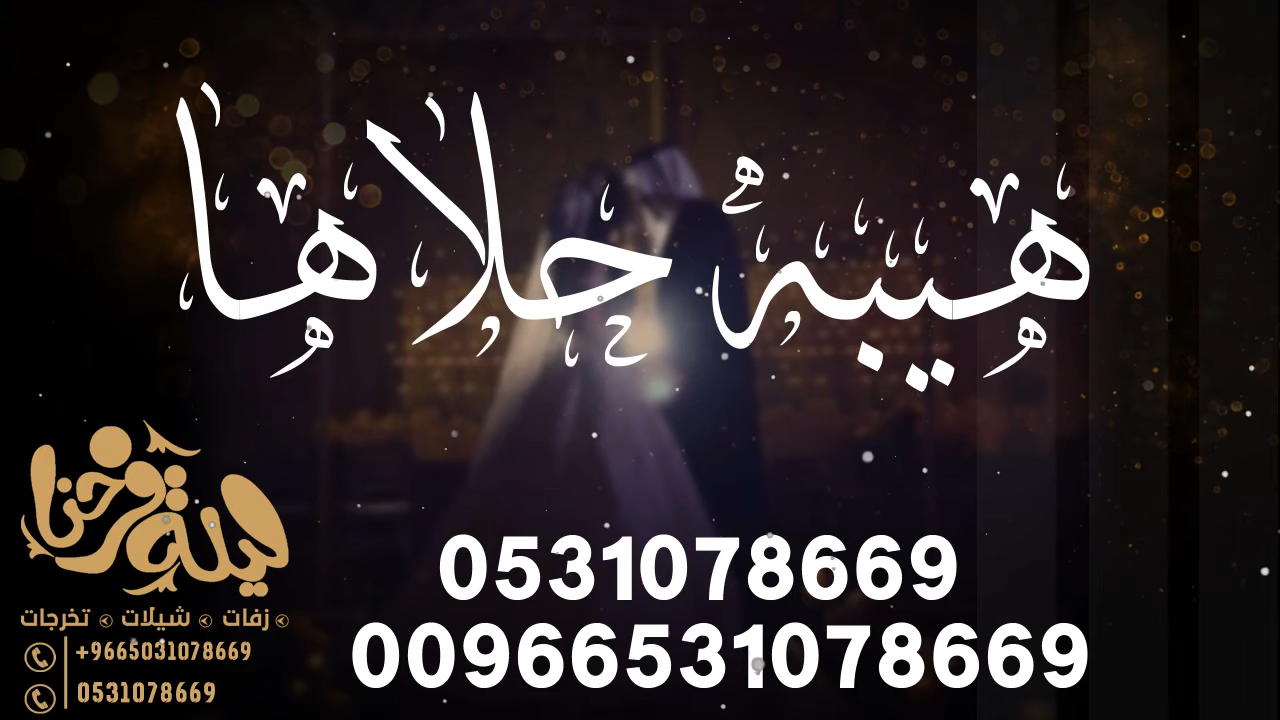 هيبة حلاها
0531078669
00966531078669
ليلة فرحنا
زفات شيلات تخرجات
+9665031078669
0531078669